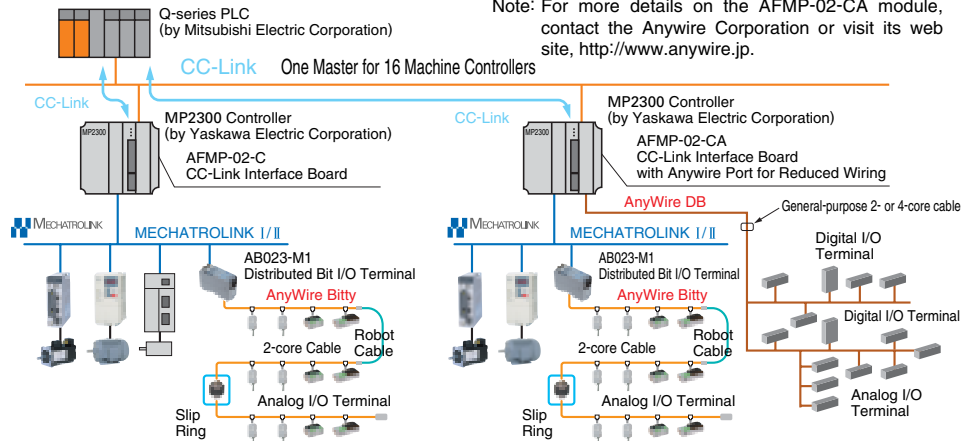 Q-series PLC
(by Mitsubishi Electric Corporation)
Note: For more details on the AFMP-02-CA module,
contact the Anywire Corporation or visit its web
site, http://www.anywire.jp.
CC-Link One Master for 16 Machine Controllers
CC-Link
MP2300 Controller
(by Yaskawa Electric Corporation)
MP2300
AFMP-02-C
CC-Link Interface Board
CC-Link
MP2300 Controller
(by Yaskawa Electric Corporation)
MP2300
AFMP-02-CA
CC-Link Interface Board
with Anywire Port for Reduced Wiring
AnyWire DB
General-purpose 2- or 4-core cable
MECHATROLINK
MECHATROLINK I/II
AB023-M1
Distributed Bit I/O Terminal
AnyWire Bitty
Robot
Cable
2-core Cable
Analog I/O Terminal
Slip
Ring
MECHATROLINK
MECHATROLINK I/II
AB023-M1
Distributed Bit I/O Terminal
AnyWire Bitty
Robot
Cable
2-core Cable
Analog I/O Terminal
Slip
Ring
Digital I/O
Terminal
Digital I/O Terminal
Analog I/O
Terminal